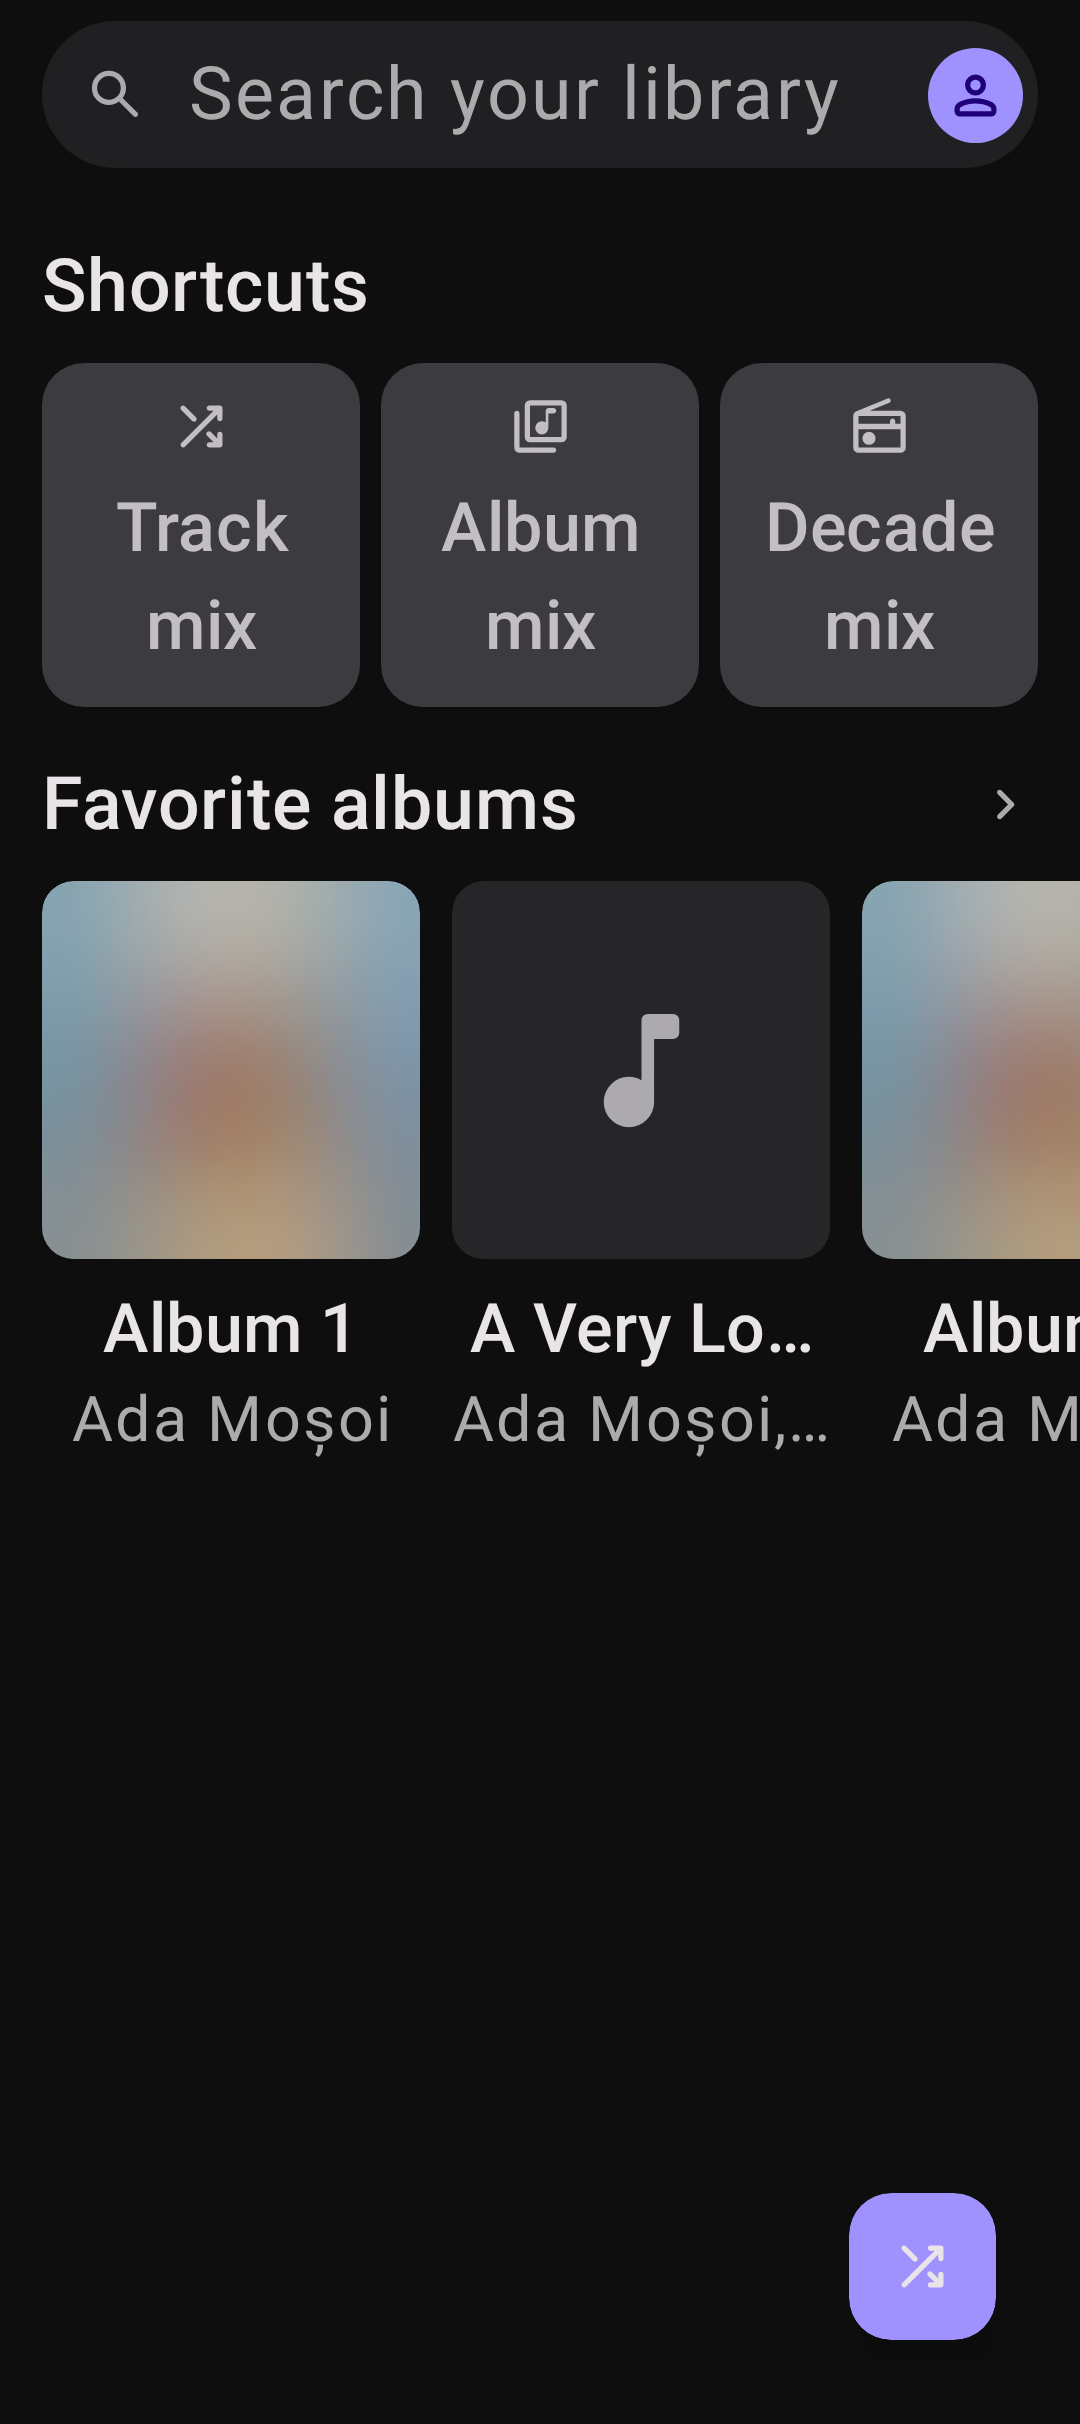 Search your library
Shortcuts
Track
mix
Album
mix
Decade
mix
Favorite albums
Album 1
Ada Moșoi
A Very Lo…
Ada Moșoi,…
Ada M